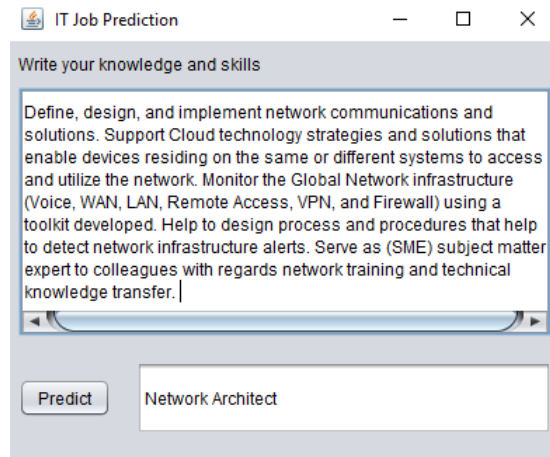 IT Job Prediction
Write your knowledge and skills
Define, design, and implement network communications and
solutions. Support Cloud technology strategies and solutions that
enable devices residing on the same or different systems to access
and utilize the network. Monitor the Global Network infrastructure
(Voice, WAN, LAN, Remote Access, VPN, and Firewall) using a
toolkit developed. Help to design process and procedures that help
to detect network infrastructure alerts. Serve as (SME) subject matter
expert to colleagues with regards network training and technical
knowledge transfer.
Predict
Network Architect